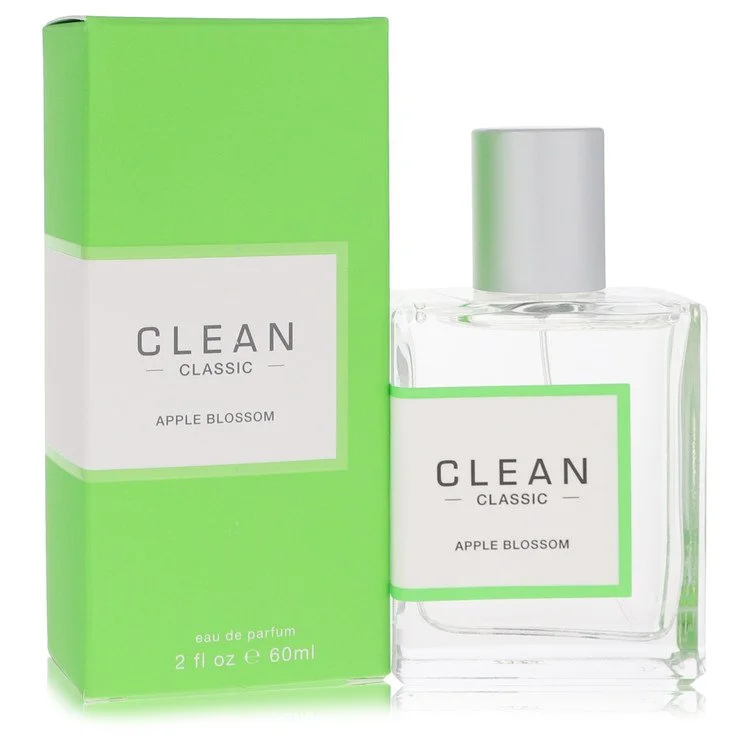 CLEAN
— CLASSIC —
APPLE BLOSSOM
eau de parfum
2 fl oz ℮ 60ml
CLEAN
— CLASSIC —
APPLE BLOSSOM